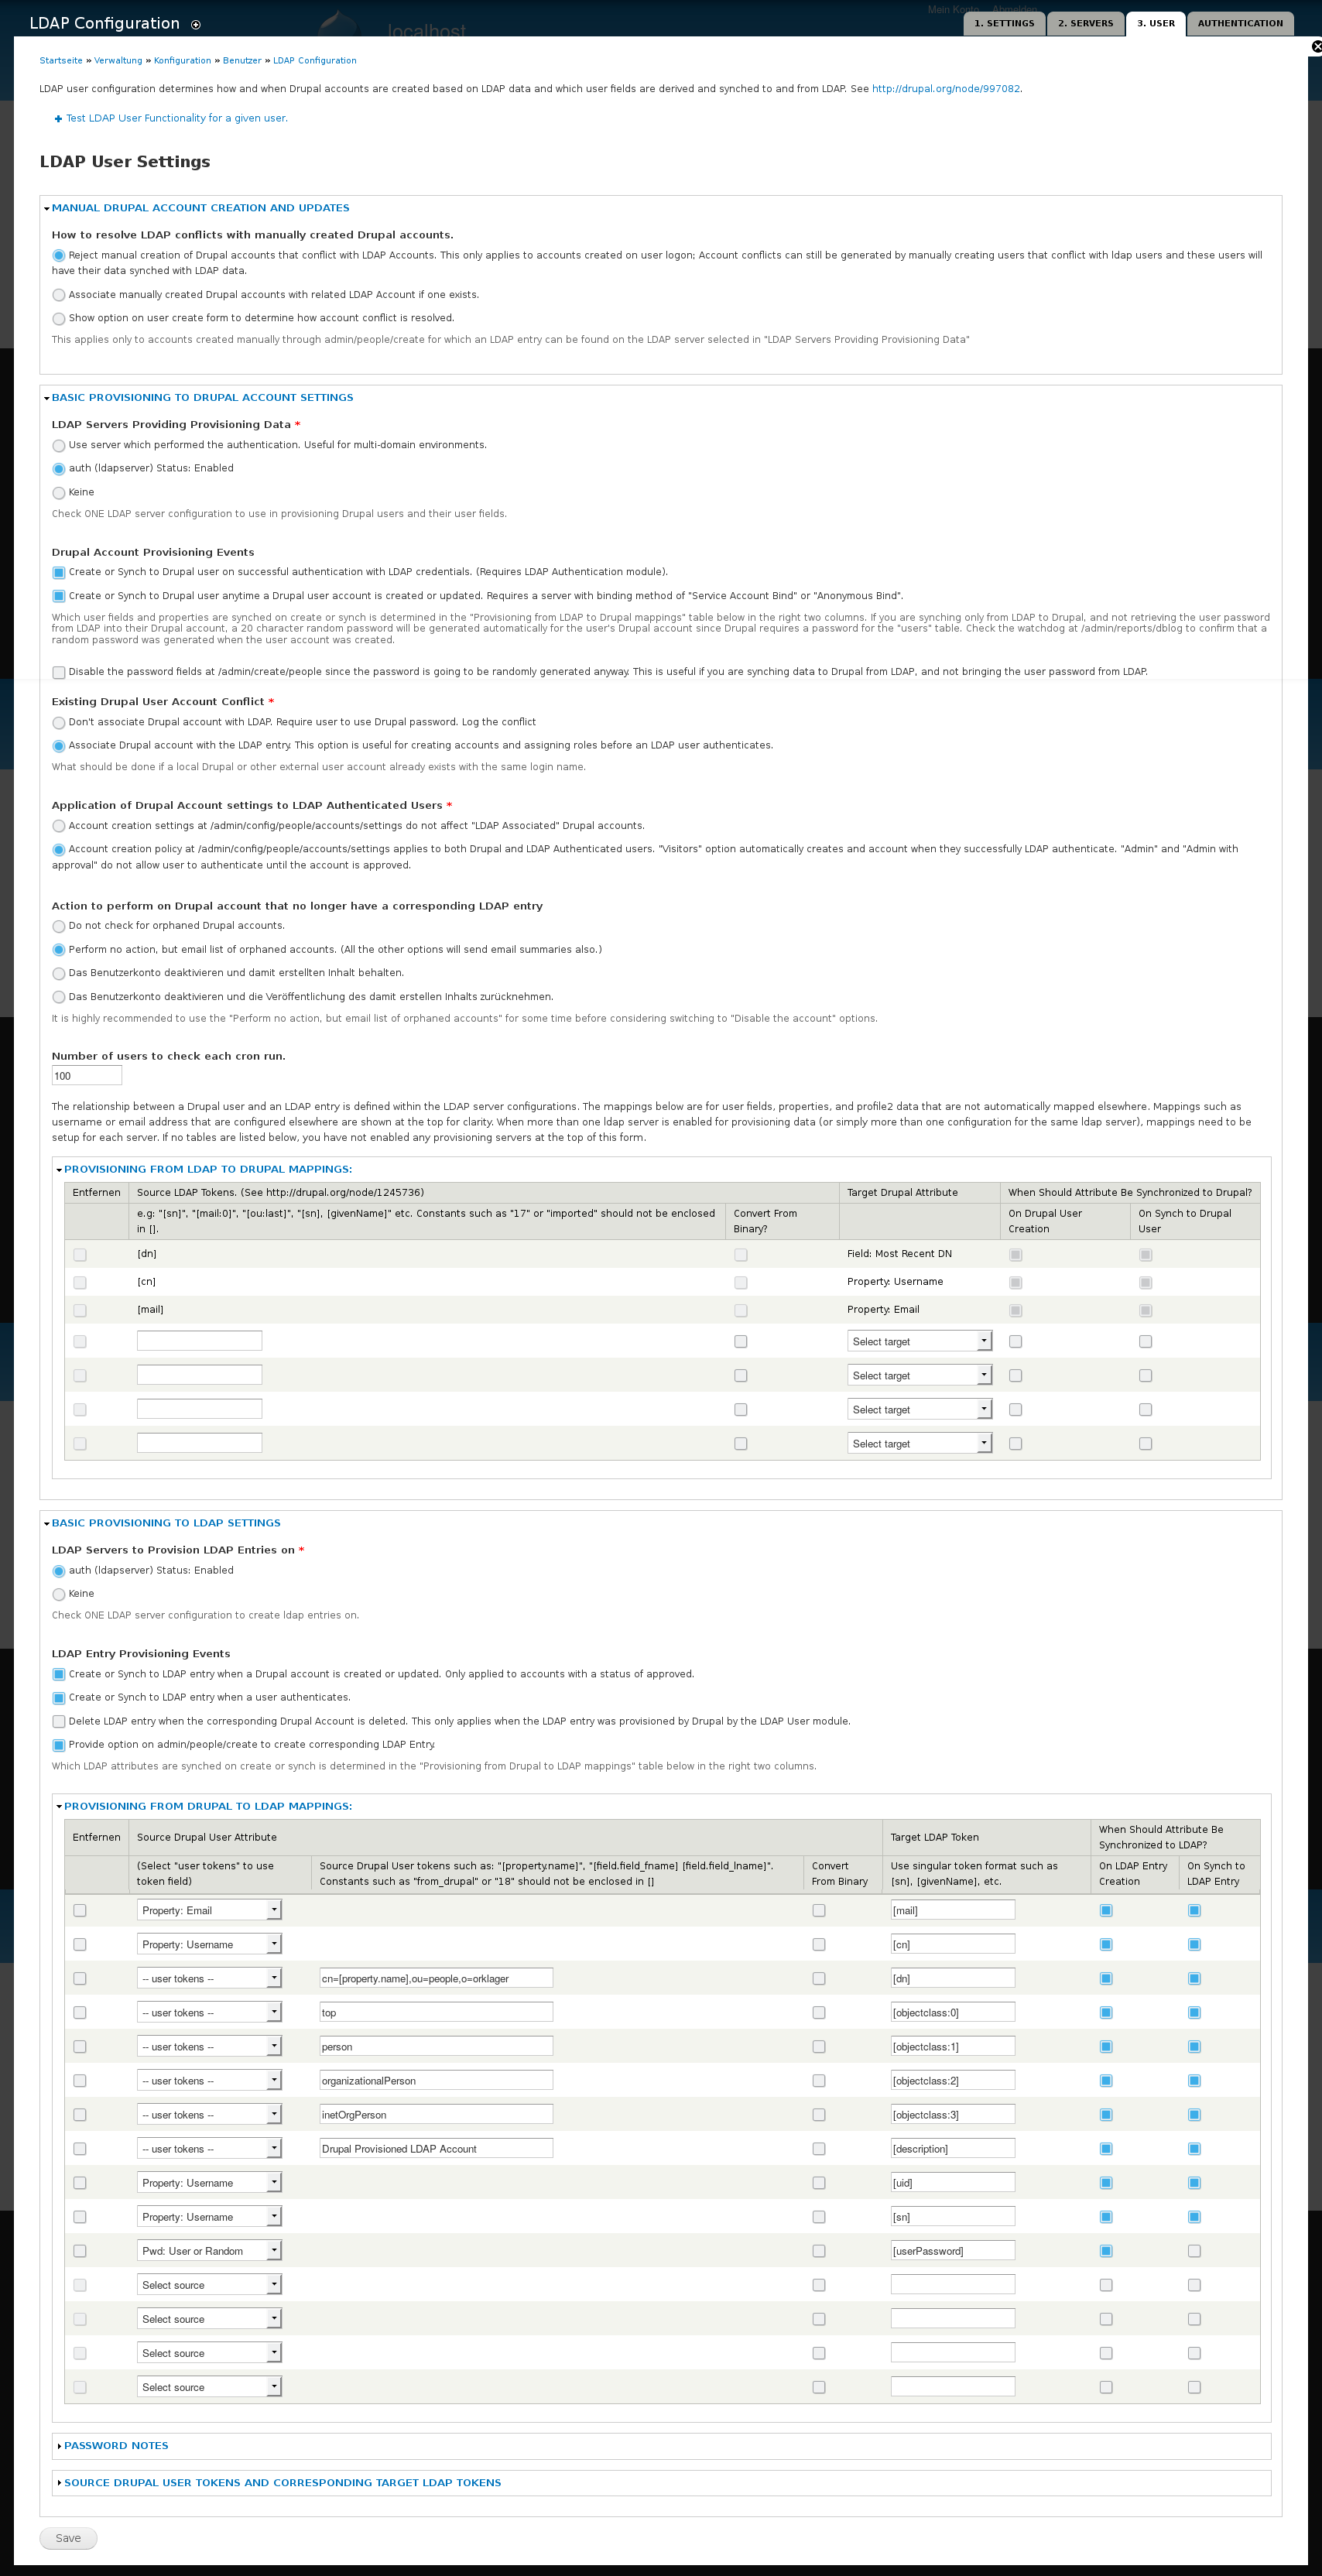 LDAP Configuration
localhost
Mein Konto Abmelden
1. SETTINGS
2. SERVERS
3. USER
AUTHENTICATION
Startseite » Verwaltung » Konfiguration » Benutzer » LDAP Configuration
LDAP user configuration determines how and when Drupal accounts are created based on LDAP data and which user fields are derived and synched to and from LDAP. See http://drupal.org/node/997082.
Test LDAP User Functionality for a given user.
LDAP User Settings
MANUAL DRUPAL ACCOUNT CREATION AND UPDATES
How to resolve LDAP conflicts with manually created Drupal accounts.
Reject manual creation of Drupal accounts that conflict with LDAP Accounts. This only applies to accounts created on user logon; Account conflicts can still be generated by manually creating users that conflict with ldap users and these users will
have their data synched with LDAP data.
Associate manually created Drupal accounts with related LDAP Account if one exists.
Show option on user create form to determine how account conflict is resolved.
This applies only to accounts created manually through admin/people/create for which an LDAP entry can be found on the LDAP server selected in "LDAP Servers Providing Provisioning Data"
BASIC PROVISIONING TO DRUPAL ACCOUNT SETTINGS
LDAP Servers Providing Provisioning Data *
Use server which performed the authentication. Useful for multi-domain environments.
auth (ldapserver) Status: Enabled
Keine
Check ONE LDAP server configuration to use in provisioning Drupal users and their user fields.
Drupal Account Provisioning Events
Create or Synch to Drupal user on successful authentication with LDAP credentials. (Requires LDAP Authentication module).
Create or Synch to Drupal user anytime a Drupal user account is created or updated. Requires a server with binding method of "Service Account Bind" or "Anonymous Bind".
Which user fields and properties are synched on create or synch is determined in the "Provisioning from LDAP to Drupal mappings" table below in the right two columns. If you are synching only from LDAP to Drupal, and not retrieving the user password
from LDAP into their Drupal account, a 20 character random password will be generated automatically for the user's Drupal account since Drupal requires a password for the "users" table. Check the watchdog at /admin/reports/dblog to confirm that a
random password was generated when the user account was created.
Disable the password fields at /admin/create/people since the password is going to be randomly generated anyway. This is useful if you are synching data to Drupal from LDAP, and not bringing the user password from LDAP.
Existing Drupal User Account Conflict *
Don't associate Drupal account with LDAP. Require user to use Drupal password. Log the conflict
Associate Drupal account with the LDAP entry. This option is useful for creating accounts and assigning roles before an LDAP user authenticates.
What should be done if a local Drupal or other external user account already exists with the same login name.
Application of Drupal Account settings to LDAP Authenticated Users *
Account creation settings at /admin/config/people/accounts/settings do not affect "LDAP Associated" Drupal accounts.
Account creation policy at /admin/config/people/accounts/settings applies to both Drupal and LDAP Authenticated users. "Visitors" option automatically creates and account when they successfully LDAP authenticate. "Admin" and "Admin with
approval" do not allow user to authenticate until the account is approved.
Action to perform on Drupal account that no longer have a corresponding LDAP entry
Do not check for orphaned Drupal accounts.
Perform no action, but email list of orphaned accounts. (All the other options will send email summaries also.)
Das Benutzerkonto deaktivieren und damit erstellten Inhalt behalten.
Das Benutzerkonto deaktivieren und die Veröffentlichung des damit erstellen Inhalts zurücknehmen.
It is highly recommended to use the "Perform no action, but email list of orphaned accounts" for some time before considering switching to "Disable the account" options.
Number of users to check each cron run.
100
The relationship between a Drupal user and an LDAP entry is defined within the LDAP server configurations. The mappings below are for user fields, properties, and profile2 data that are not automatically mapped elsewhere. Mappings such as
username or email address that are configured elsewhere are shown at the top for clarity. When more than one ldap server is enabled for provisioning data (or simply more than one configuration for the same ldap server), mappings need to be
setup for each server. If no tables are listed below, you have not enabled any provisioning servers at the top of this form.
PROVISIONING FROM LDAP TO DRUPAL MAPPINGS:
Entfernen Source LDAP Tokens. (See http://drupal.org/node/1245736) Target Drupal Attribute When Should Attribute Be Synchronized to Drupal?
e.g: "[sn]", "[mail:0]", "[ou:last]", "[sn], [givenName]" etc. Constants such as "17" or "imported" should not be enclosed Convert From On Drupal User On Synch to Drupal
in []. Binary? Creation User
[dn] Field: Most Recent DN
[cn] Property: Username
[mail] Property: Email
Select target
Select target
Select target
Select target
BASIC PROVISIONING TO LDAP SETTINGS
LDAP Servers to Provision LDAP Entries on *
auth (ldapserver) Status: Enabled
Keine
Check ONE LDAP server configuration to create ldap entries on.
LDAP Entry Provisioning Events
Create or Synch to LDAP entry when a Drupal account is created or updated. Only applied to accounts with a status of approved.
Create or Synch to LDAP entry when a user authenticates.
Delete LDAP entry when the corresponding Drupal Account is deleted. This only applies when the LDAP entry was provisioned by Drupal by the LDAP User module.
Provide option on admin/people/create to create corresponding LDAP Entry.
Which LDAP attributes are synched on create or synch is determined in the "Provisioning from Drupal to LDAP mappings" table below in the right two columns.
PROVISIONING FROM DRUPAL TO LDAP MAPPINGS:
Entfernen Source Drupal User Attribute Target LDAP Token When Should Attribute Be
Synchronized to LDAP?
(Select "user tokens" to use Source Drupal User tokens such as: "[property.name]", "[field.field_fname] [field.field_lname]". Convert Use singular token format such as On LDAP Entry On Synch to
token field) Constants such as "from_drupal" or "18" should not be enclosed in [] From Binary [sn], [givenName], etc. Creation LDAP Entry
Property: Email [mail]
Property: Username [cn]
-- user tokens -- cn=[property.name],ou=people,o=orklager [dn]
-- user tokens -- top [objectclass:0]
-- user tokens -- person [objectclass:1]
-- user tokens -- organizationalPerson [objectclass:2]
-- user tokens -- inetOrgPerson [objectclass:3]
-- user tokens -- Drupal Provisioned LDAP Account [description]
Property: Username [uid]
Property: Username [sn]
Pwd: User or Random [userPassword]
Select source
Select source
Select source
Select source
PASSWORD NOTES
SOURCE DRUPAL USER TOKENS AND CORRESPONDING TARGET LDAP TOKENS
Save